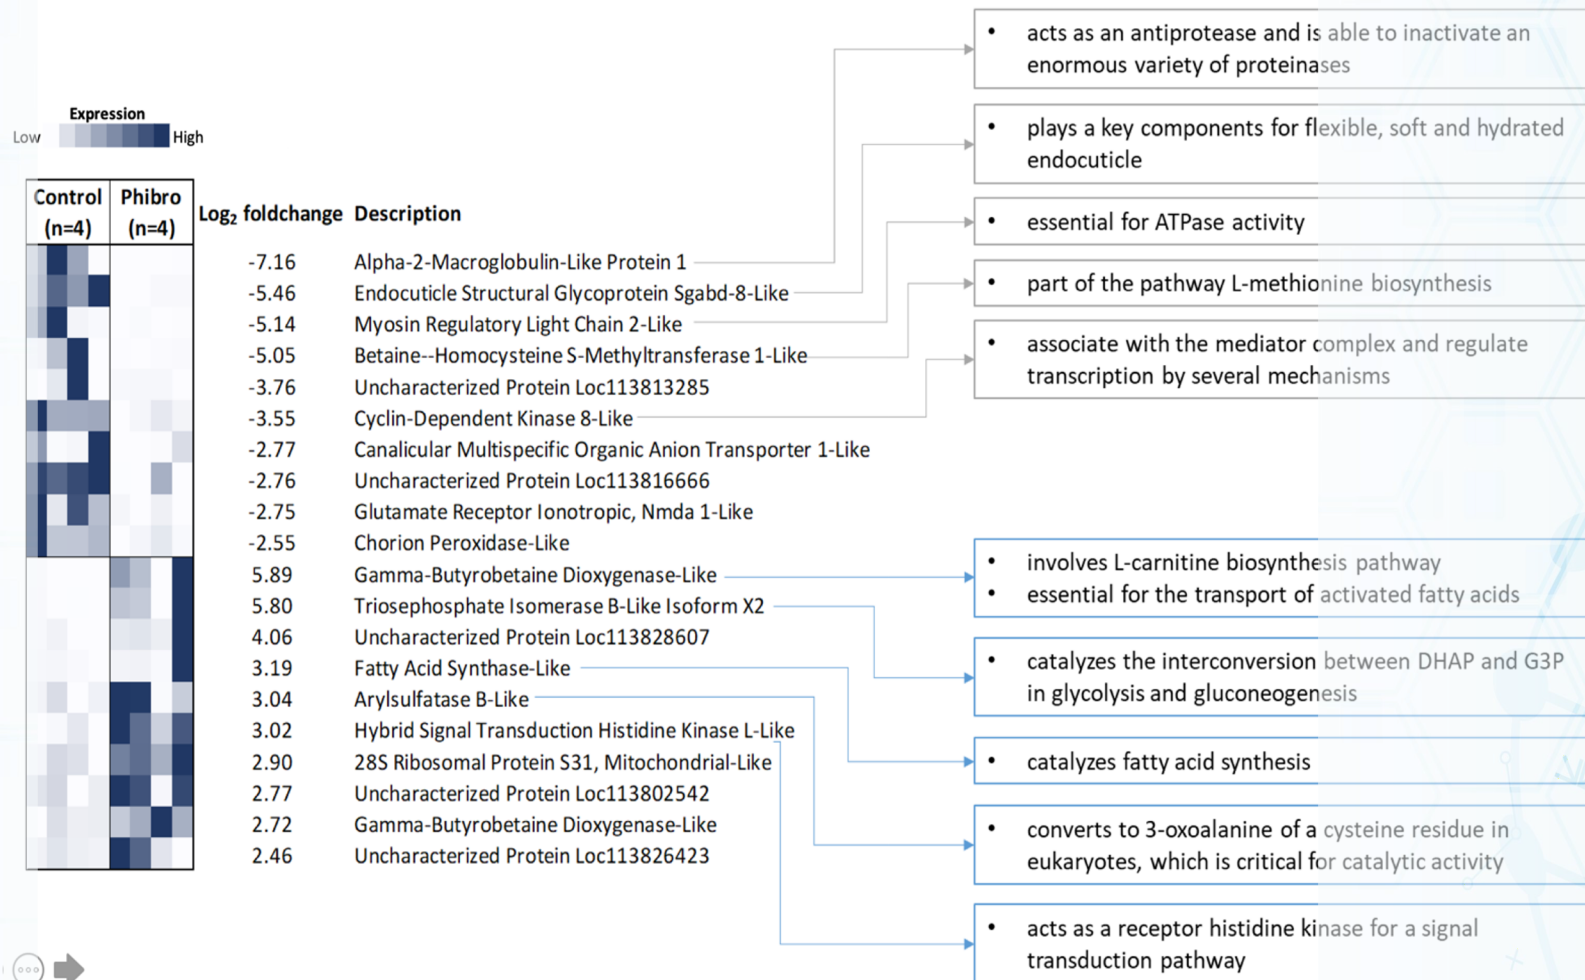 Expression
Low
High
Control
(n=4)
Phibro
(n=4)
Log₂ foldchange Description
-7.16 Alpha-2-Macroglobulin-Like Protein 1
-5.46 Endocuticle Structural Glycoprotein Sgabd-8-Like
-5.14 Myosin Regulatory Light Chain 2-Like
-5.05 Betaine--Homocysteine S-Methyltransferase 1-Like
-3.76 Uncharacterized Protein Loc113813285
-3.55 Cyclin-Dependent Kinase 8-Like
-2.77 Canalicular Multispecific Organic Anion Transporter 1-Like
-2.76 Uncharacterized Protein Loc113816666
-2.75 Glutamate Receptor Ionotropic, Nmda 1-Like
-2.55 Chorion Peroxidase-Like
5.89 Gamma-Butyrobetaine Dioxygenase-Like
5.80 Triosephosphate Isomerase B-Like Isoform X2
4.06 Uncharacterized Protein Loc113828607
3.19 Fatty Acid Synthase-Like
3.04 Arylsulfatase B-Like
3.02 Hybrid Signal Transduction Histidine Kinase L-Like
2.90 28S Ribosomal Protein S31, Mitochondrial-Like
2.77 Uncharacterized Protein Loc113802542
2.72 Gamma-Butyrobetaine Dioxygenase-Like
2.46 Uncharacterized Protein Loc113826423
• acts as an antiprotease and is able to inactivate an
enormous variety of proteinases
• plays a key components for flexible, soft and hydrated
endocuticle
• essential for ATPase activity
• part of the pathway L-methionine biosynthesis
• associate with the mediator complex and regulate
transcription by several mechanisms
• involves L-carnitine biosynthesis pathway
• essential for the transport of activated fatty acids
• catalyzes the interconversion between DHAP and G3P
in glycolysis and gluconeogenesis
• catalyzes fatty acid synthesis
• converts to 3-oxoalanine of a cysteine residue in
eukaryotes, which is critical for catalytic activity
• acts as a receptor histidine kinase for a signal
transduction pathway